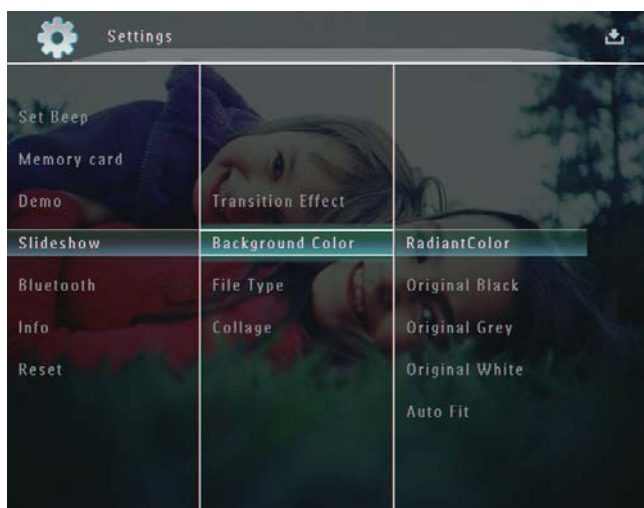 Settings
Set Beep
Memory card
Demo
Slideshow
Bluetooth
Info
Reset
Transition Effect
Background Color
File Type
Collage
RadiantColor
Original Black
Original Grey
Original White
Auto Fit